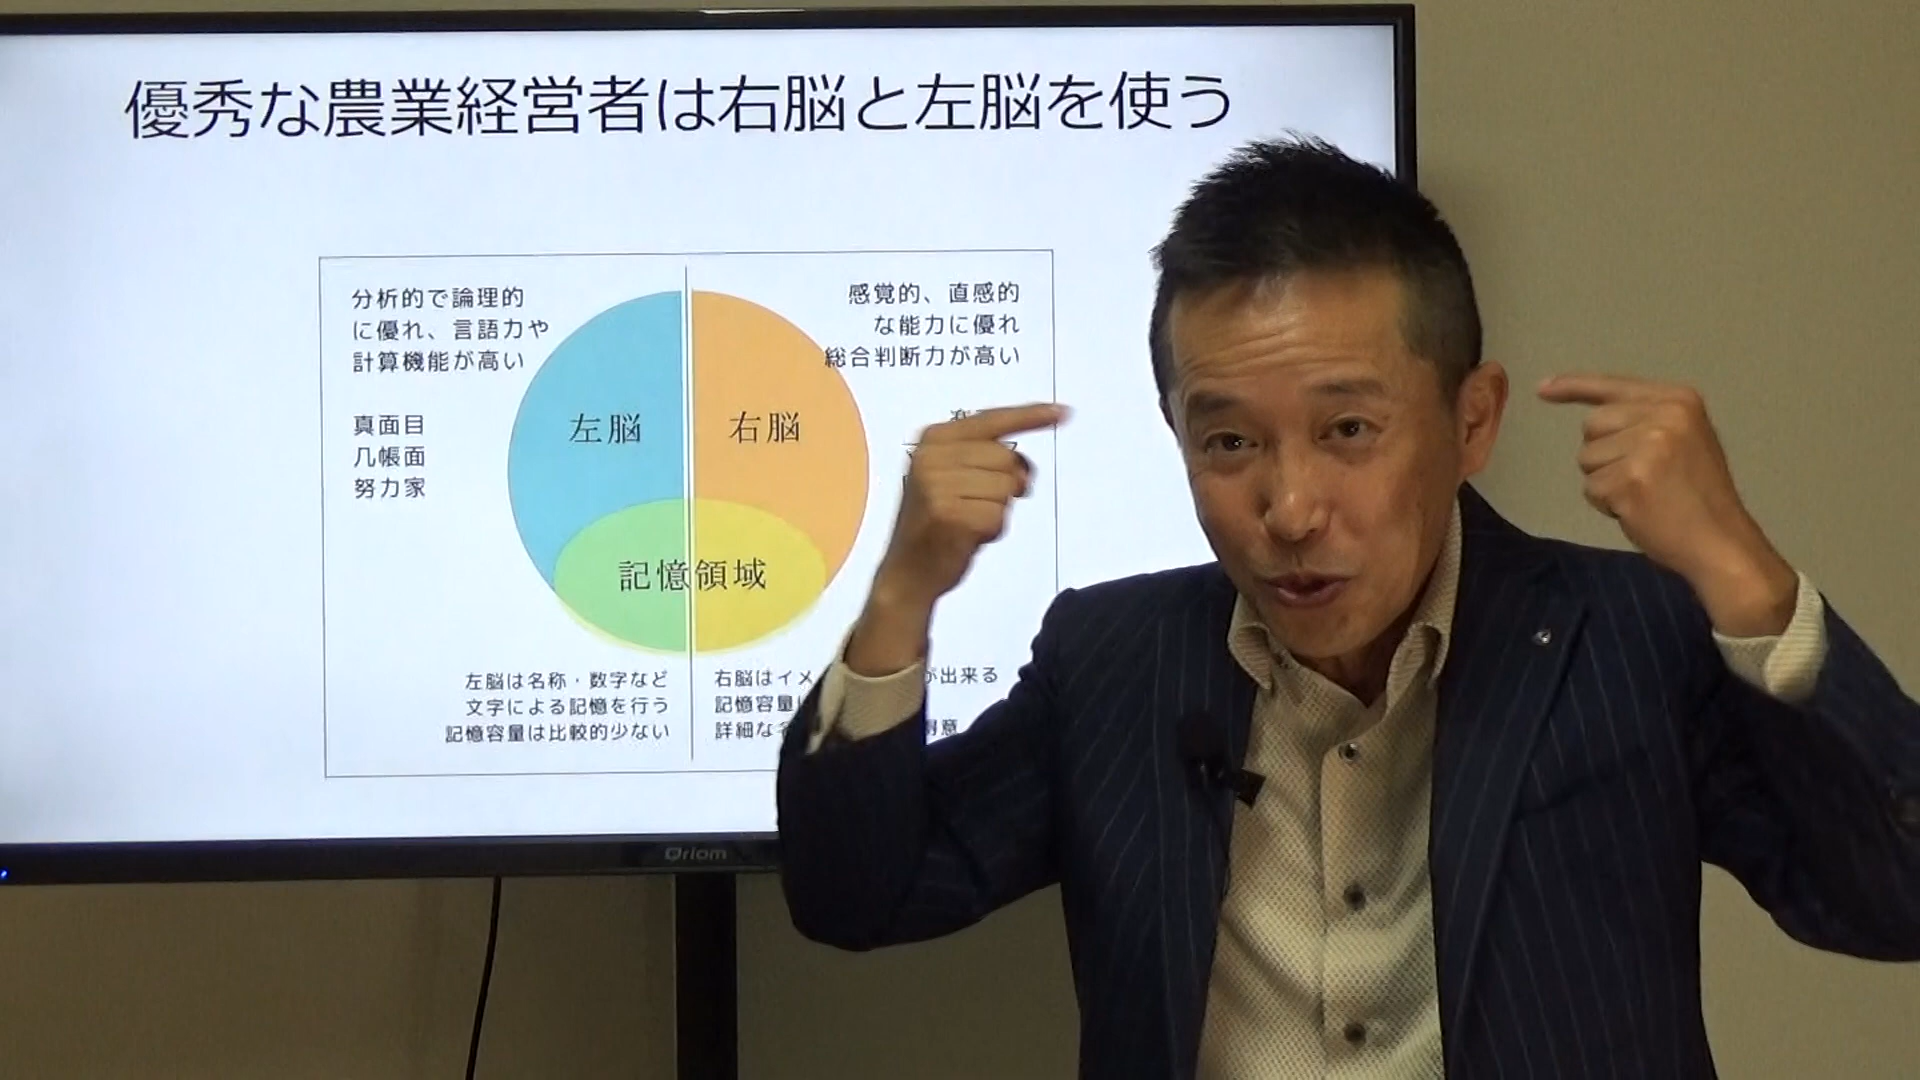 優秀な農業経営者は右脳と左脳を使う
分析的で論理的
に優れ、言語力や
計算機能が高い
真面目
几帳面
努力家
感覚的、直感的
な能力に優れ
総合判断力が高い
左脳
右脳
記憶領域
左脳は名称・数字など
文字による記憶を行う
記憶容量は比較的少ない
右脳はイメ
が出来る
記憶容量
詳細な
得意
Qriom